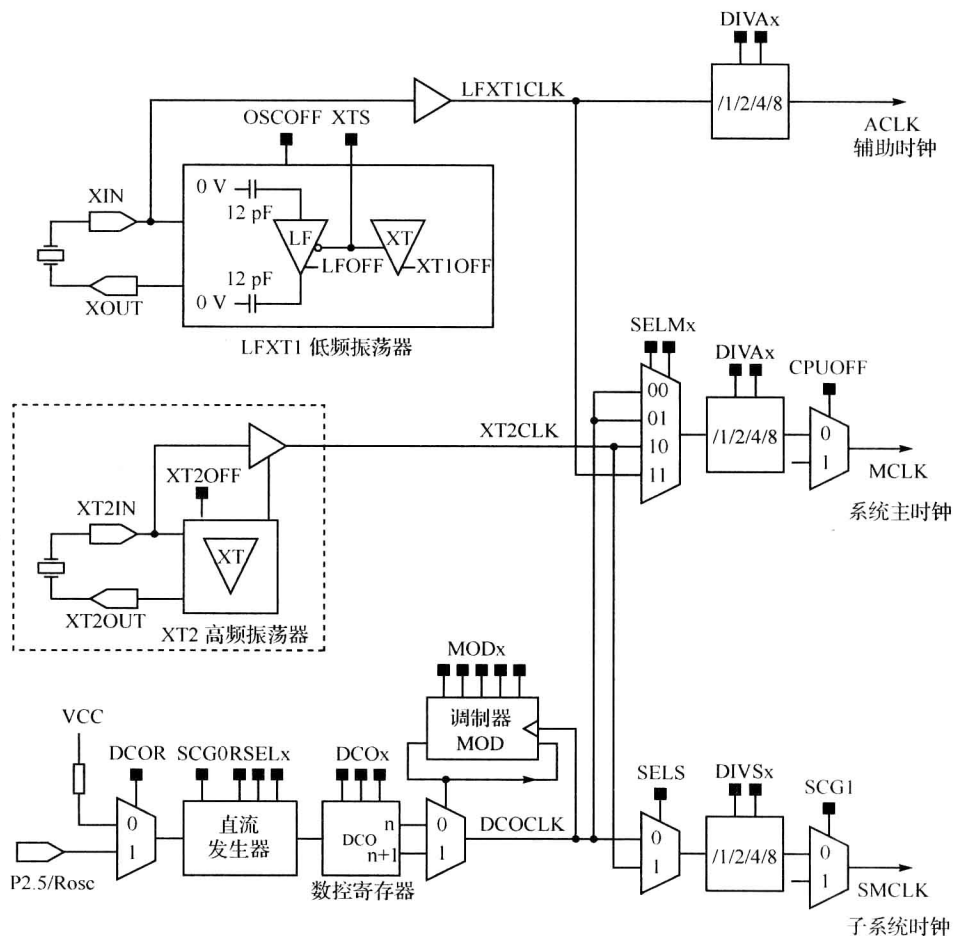 DIVAx
LFXT1CLK
/1/2/4/8
ACLK
辅助时钟
OSCOFF XTS
XIN
0 V
12 pF
LF
XT
LFOFF
XT1OFF
12 pF
0 V
XOUT
LFXT1 低频振荡器
SELMx
DIVAx
CPUOFF
00
01
10
11
/1/2/4/8
0
1
MCLK
系统主时钟
XT2CLK
XT2OFF
XT2IN
XT
XT2OUT
XT2 高频振荡器
MODx
调制器
MOD
VCC
DCOR
SCG0RSELx
DCOx
0
1
直流
发生器
DCO
n
n+1
数控寄存器
0
1
DCOCLK
P2.5/Rosc
SELS
DIVSx
SCG1
0
1
/1/2/4/8
0
1
SMCLK
子系统时钟